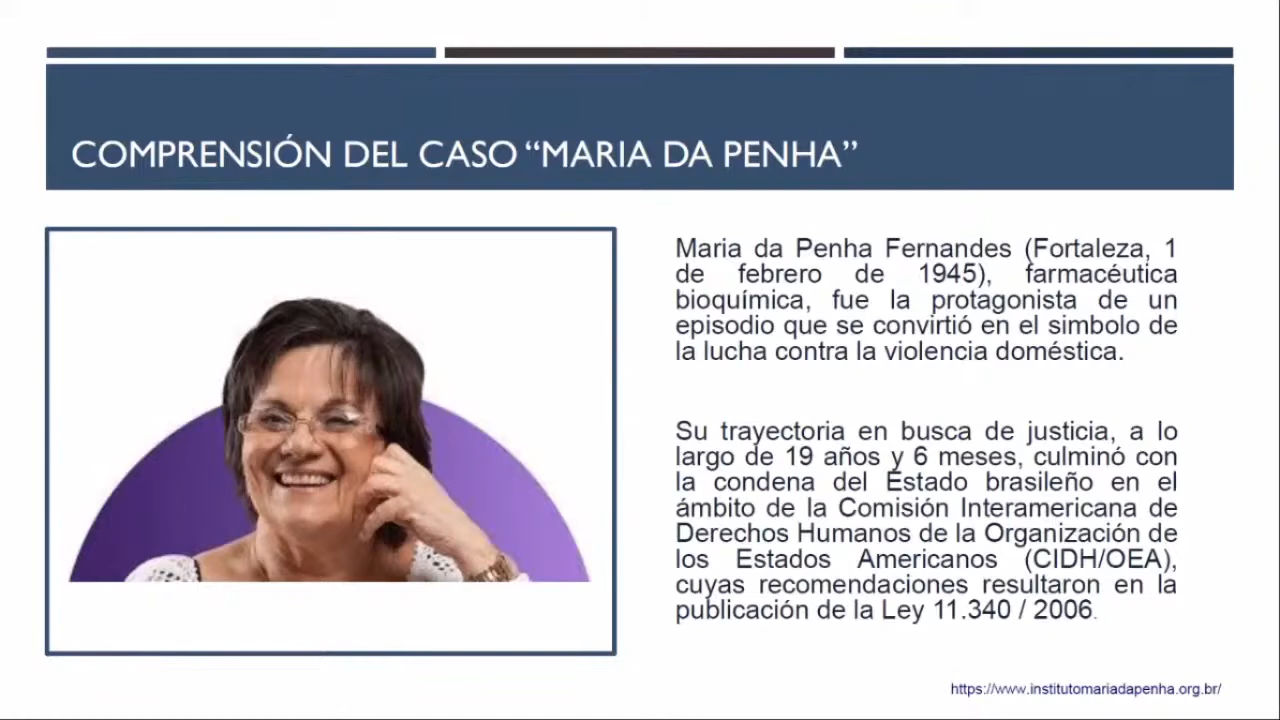 COMPRENSIÓN DEL CASO “MARIA DA PENHA”
Maria da Penha Fernandes (Fortaleza, 1
de febrero de 1945), farmacéutica
bioquímica, fue la protagonista de un
episodio que se convirtió en el simbolo de
la lucha contra la violencia doméstica.
Su trayectoria en busca de justicia, a lo
largo de 19 años y 6 meses, culminó con
la condena del Estado brasileño en el
ámbito de la Comisión Interamericana de
Derechos Humanos de la Organización de
los Estados Americanos (CIDH/OEA),
cuyas recomendaciones resultaron en la
publicación de la Ley 11.340 / 2006.
https://www.institutomariadapenha.org.br/